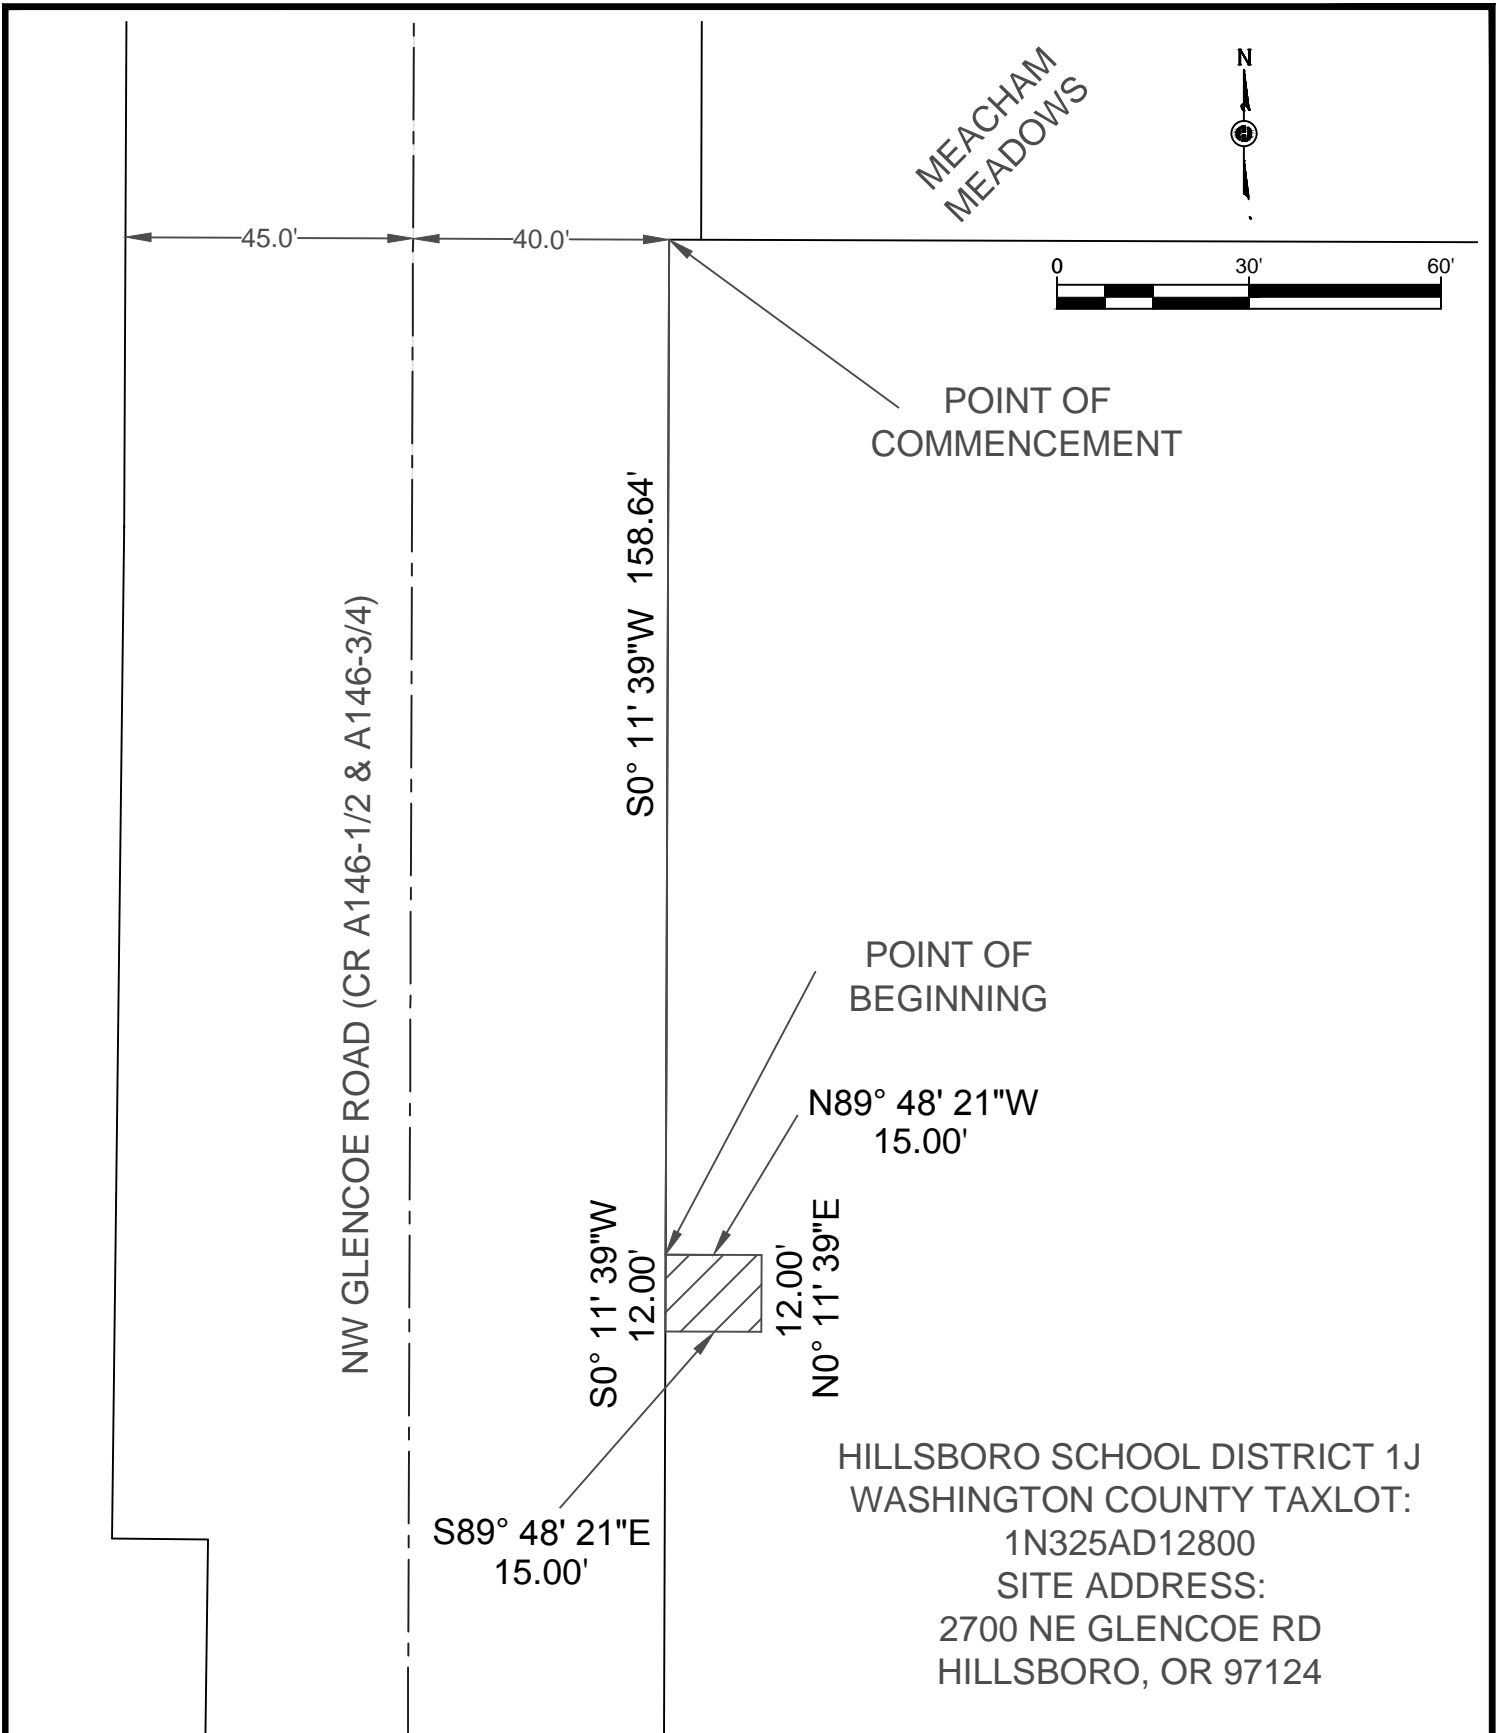 MEACHAM
MEADOWS
N
45.0'
40.0'
0 30' 60'
POINT OF
COMMENCEMENT
S0° 11' 39"W 158.64'
NW GLENCOE ROAD (CR A146-1/2 & A146-3/4)
POINT OF
BEGINNING
N89° 48' 21"W
15.00'
S0° 11' 39"W
12.00'
12.00'
N0° 11' 39"E
S89° 48' 21"E
15.00'
HILLSBORO SCHOOL DISTRICT 1J
WASHINGTON COUNTY TAXLOT:
1N325AD12800
SITE ADDRESS:
2700 NE GLENCOE RD
HILLSBORO, OR 97124